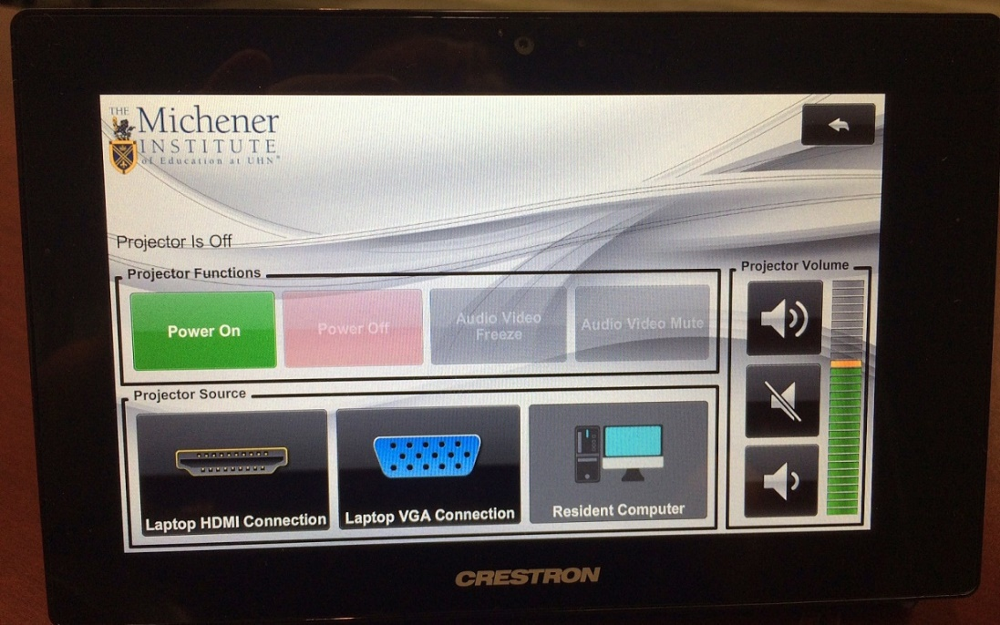 THE
Michener
INSTITUTE
of Education at UHN
Projector Is Off
Projector Functions
Power On
Power Off
Audio Video
Freeze
Audio Video Mute
Projector Volume
Projector Source
Laptop HDMI Connection
Laptop VGA Connection
Resident Computer
CRESTRON